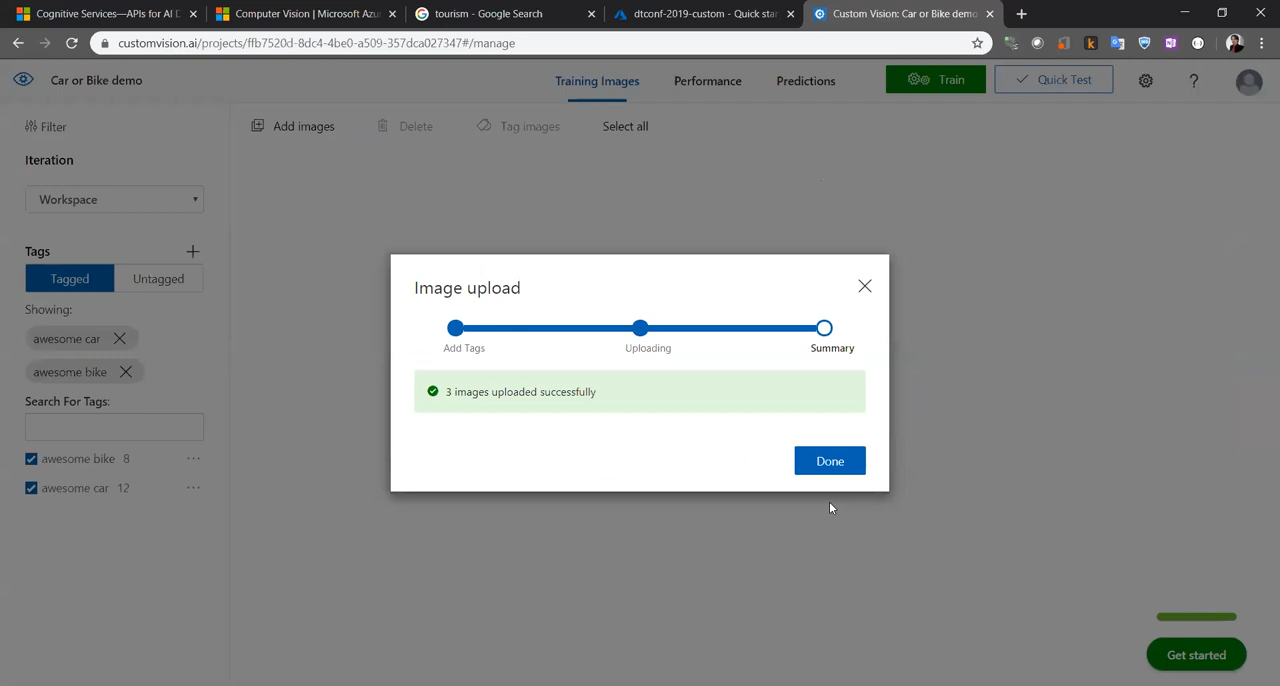 Cognitive Services—APIs for AI D
Computer Vision | Microsoft Azu
tourism - Google Search
dtconf-2019-custom - Quick star
Custom Vision: Car or Bike demo
customvision.ai/projects/ffb7520d-8dc4-4be0-a509-357dca027347#/manage
Car or Bike demo
Training Images
Performance
Predictions
Train
Quick Test
?
Filter
Add images
Delete
Tag images
Select all
Iteration
Workspace
Tags
Tagged
Untagged
Showing:
awesome car
awesome bike
Search For Tags:
awesome bike 8
awesome car 12
Image upload
Add Tags
Uploading
Summary
3 images uploaded successfully
Done
Get started